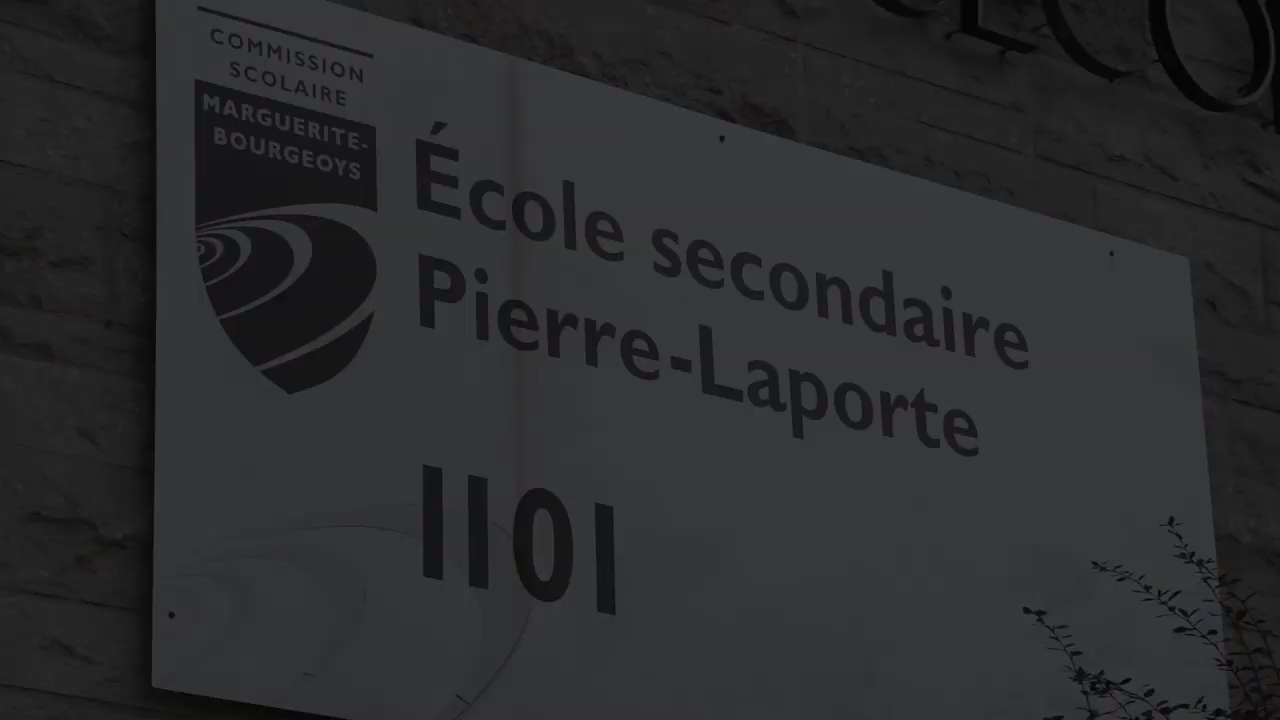 COMMISSION
SCOLAIRE
MARGUERITE-
BOURGEOYS
École secondaire
Pierre-Laporte
1101